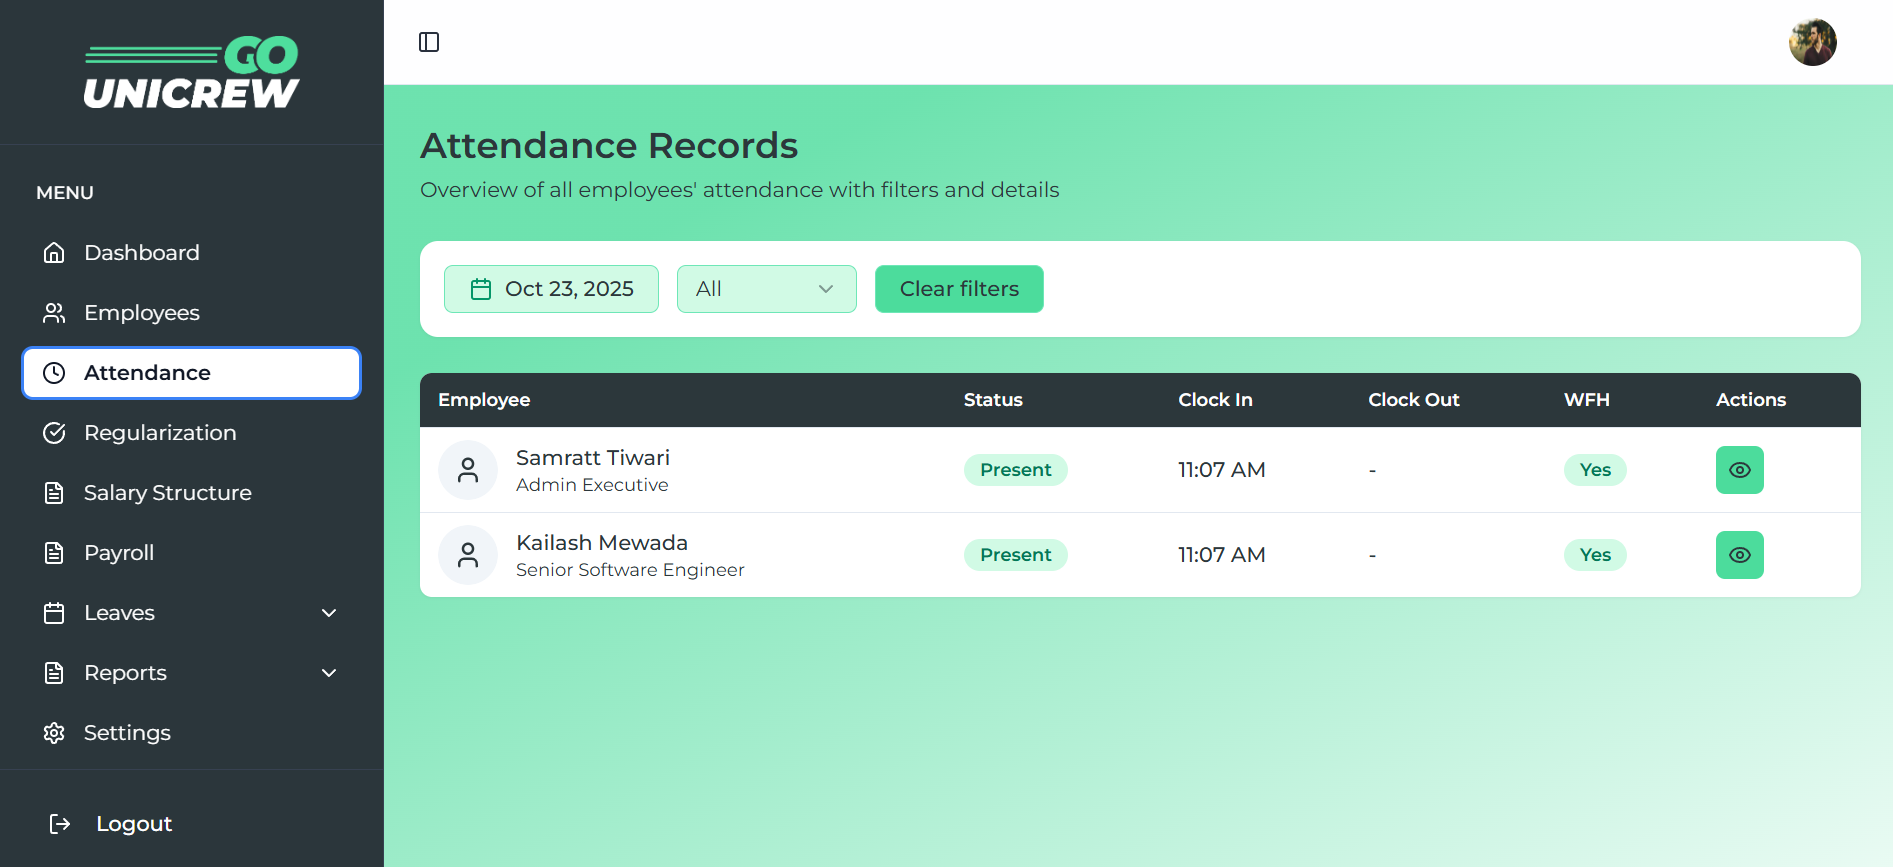 GO
UNICREW
MENU
Dashboard
Employees
Attendance
Regularization
Salary Structure
Payroll
Leaves
Reports
Settings
Logout
Attendance Records
Overview of all employees' attendance with filters and details
Oct 23, 2025 All Clear filters
Employee Status Clock In Clock Out WFH Actions
Samratt Tiwari
Admin Executive
Present 11:07 AM - Yes
Kailash Mewada
Senior Software Engineer
Present 11:07 AM - Yes